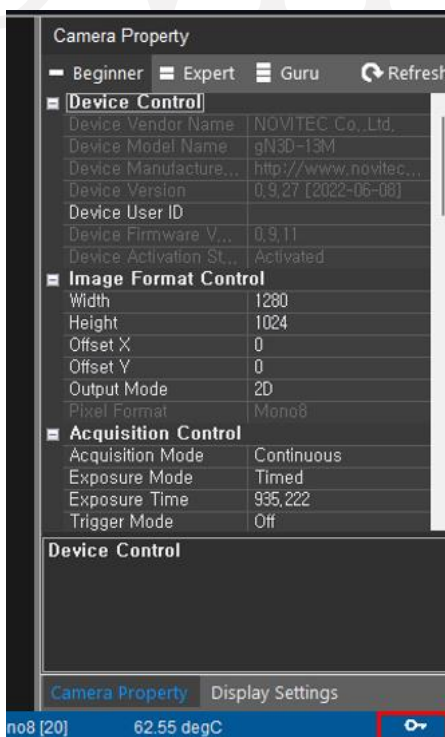 Camera Property
Beginner Expert Guru Refresh
Device Control
Device Vendor Name NOVITEC Co,,Ltd,
Device Model Name gN3D-13M
Device Manufacture,,, http://www,novitec,,,
Device Version 0,9,27 [2022-06-08]
Device User ID
Device Firmware V,,, 0,9,11
Device Activation St,,, Activated
Image Format Control
Width 1280
Height 1024
Offset X 0
Offset Y 0
Output Mode 2D
Pixel Format Mono8
Acquisition Control
Acquisition Mode Continuous
Exposure Mode Timed
Exposure Time 935,222
Trigger Mode Off
Device Control
Camera Property Display Settings
no8 [20] 62.55 degC